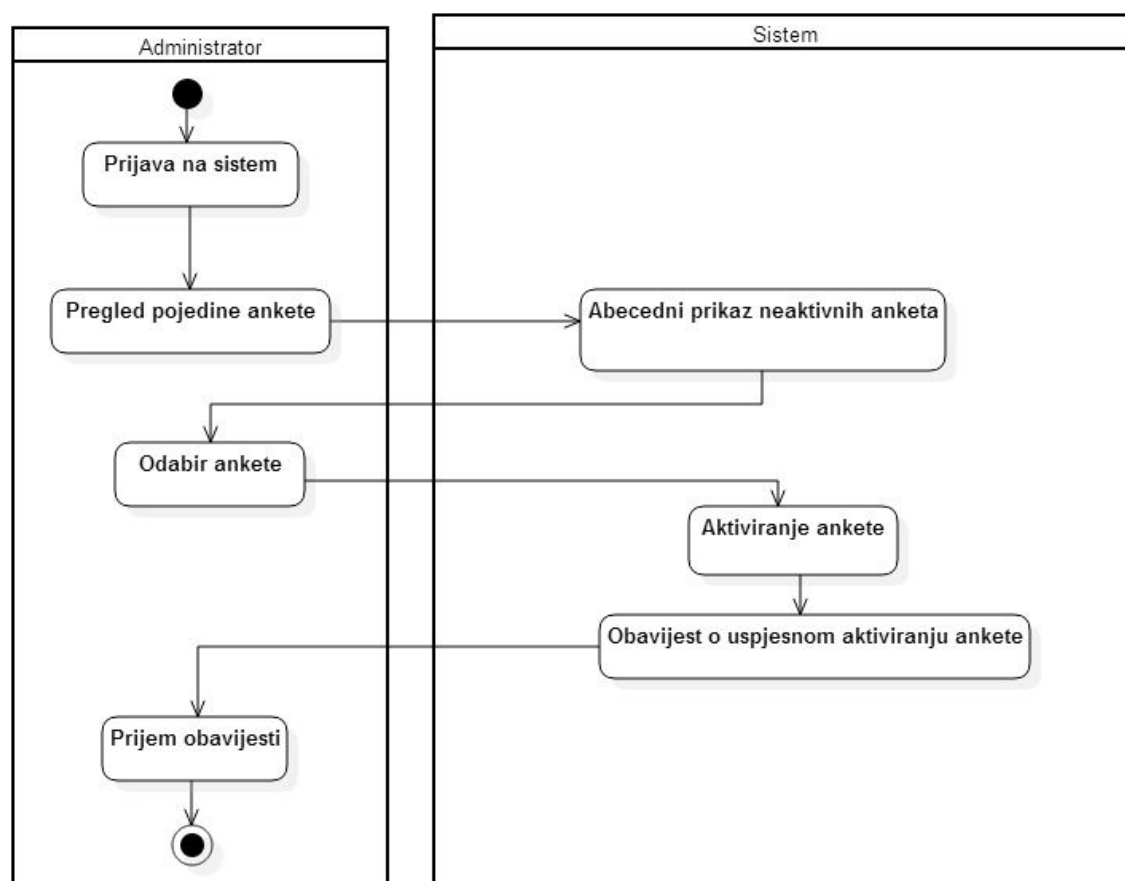 Administrator
Sistem
Prijava na sistem
Pregled pojedine ankete
Abecedni prikaz neaktivnih anketa
Odabir ankete
Aktiviranje ankete
Obavijest o uspjesnom aktiviranju ankete
Prijem obavijesti